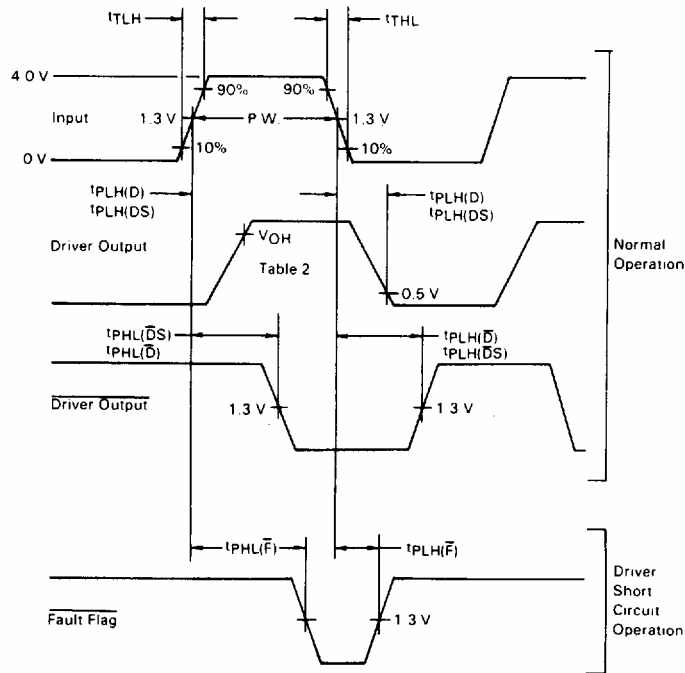 tTLH
tTHL
4.0 V
90%
90%
Input
1.3 V
P.W.
1.3 V
10%
10%
0 V
tPLH(D)
tPLH(DS)
tPLH(D)
tPLH(DS)
VOH
Driver Output
Table 2
0.5 V
Normal
Operation
tPHL(D̅S)
tPHL(D̅)
tPLH(D̅)
tPLH(D̅S)
Driver Output
1.3 V
1.3 V
tPHL(F̅)
tPLH(F̅)
Fault Flag
1.3 V
Driver
Short
Circuit
Operation